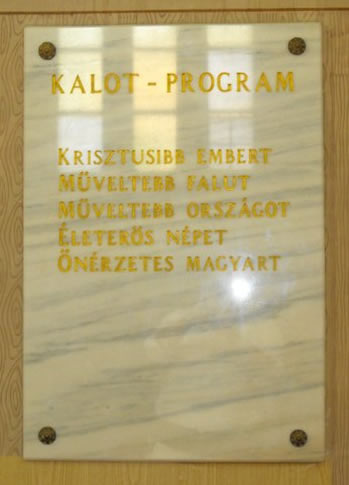 KALOT - PROGRAM
KRISZTUSIBB EMBERT
MŰVELTEBB FALUT
MŰVELTEBB ORSZÁGOT
ÉLETERŐS NÉPET
ÖNÉRZETES MAGYART